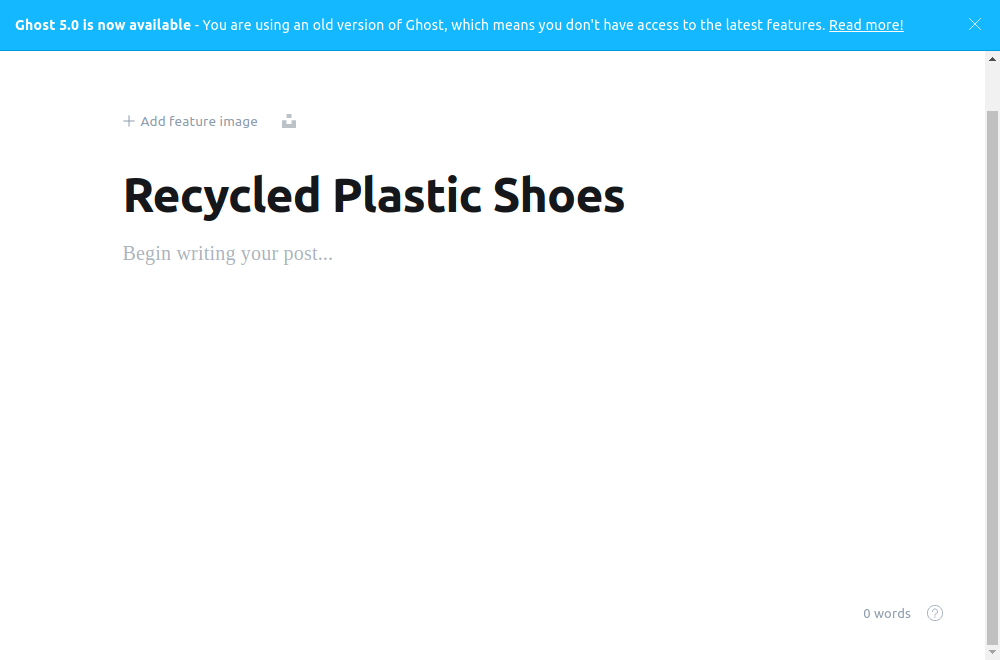 Ghost 5.0 is now available - You are using an old version of Ghost, which means you don't have access to the latest features. Read more!
Add feature image
Recycled Plastic Shoes
Begin writing your post...
0 words
?